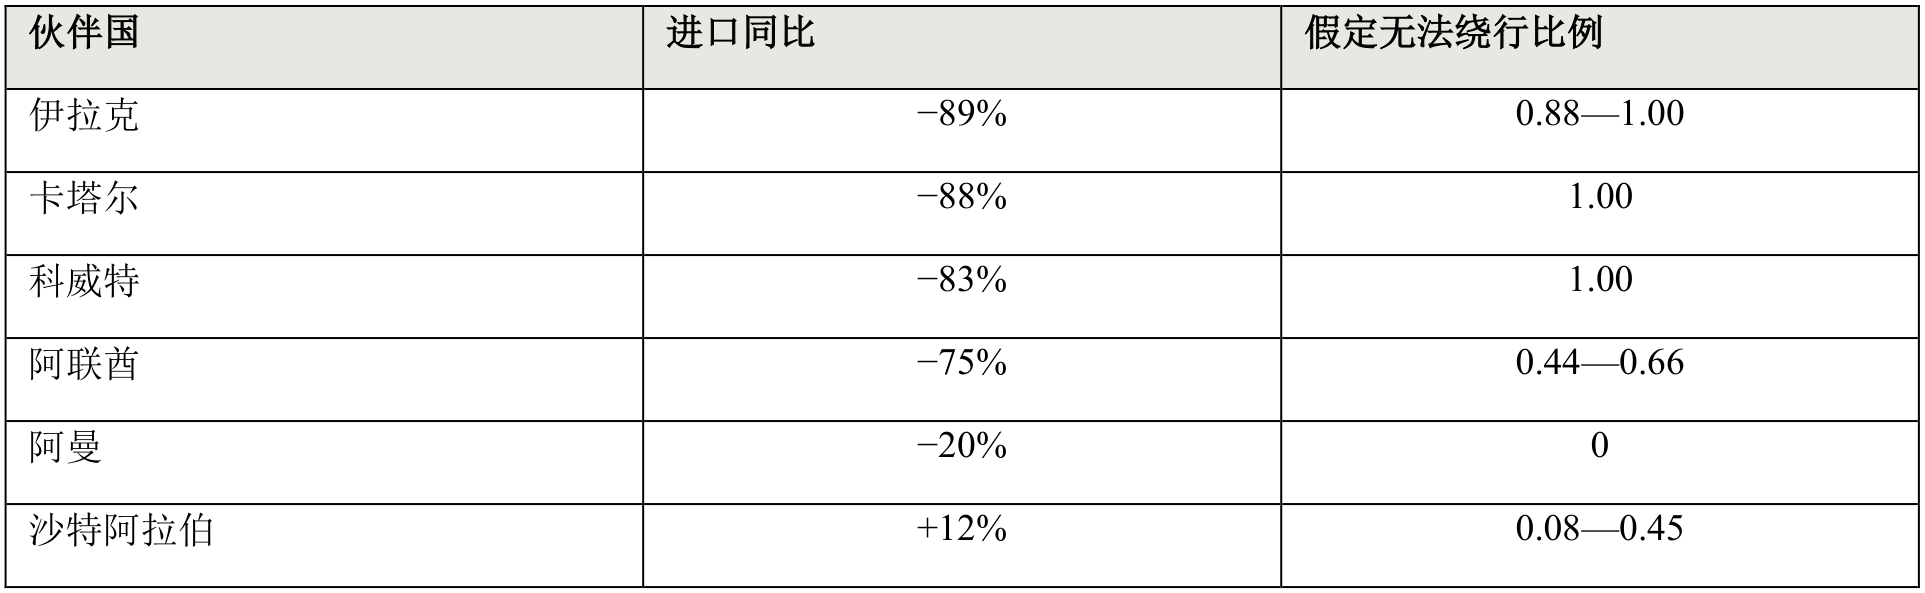 伙伴国 进口同比 假定无法绕行比例
伊拉克 −89% 0.88—1.00
卡塔尔 −88% 1.00
科威特 −83% 1.00
阿联酋 −75% 0.44—0.66
阿曼 −20% 0
沙特阿拉伯 +12% 0.08—0.45